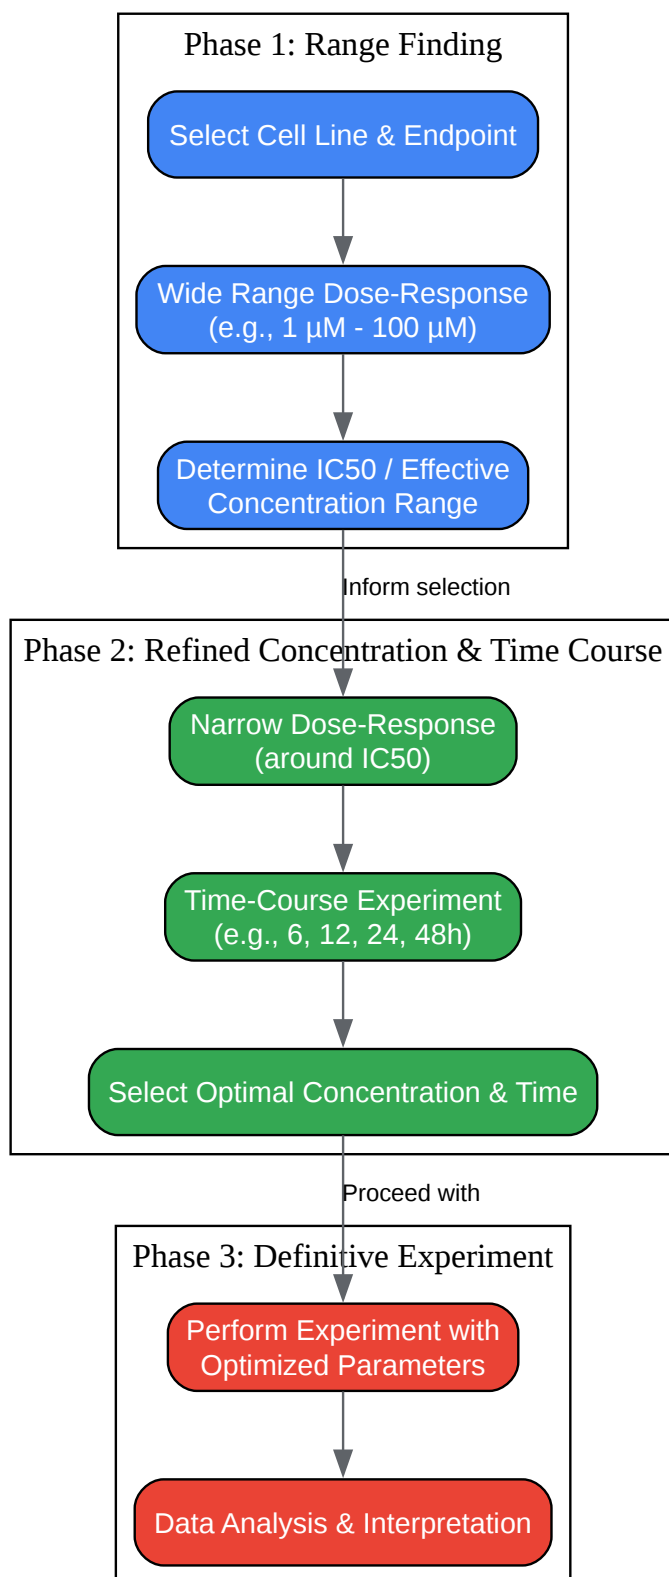 Phase 1: Range Finding
Select Cell Line & Endpoint
Wide Range Dose-Response
(e.g., 1 µM - 100 µM)
Determine IC50 / Effective
Concentration Range
Inform selection
Phase 2: Refined Concentration & Time Course
Narrow Dose-Response
(around IC50)
Time-Course Experiment
(e.g., 6, 12, 24, 48h)
Select Optimal Concentration & Time
Proceed with
Phase 3: Definitive Experiment
Perform Experiment with
Optimized Parameters
Data Analysis & Interpretation